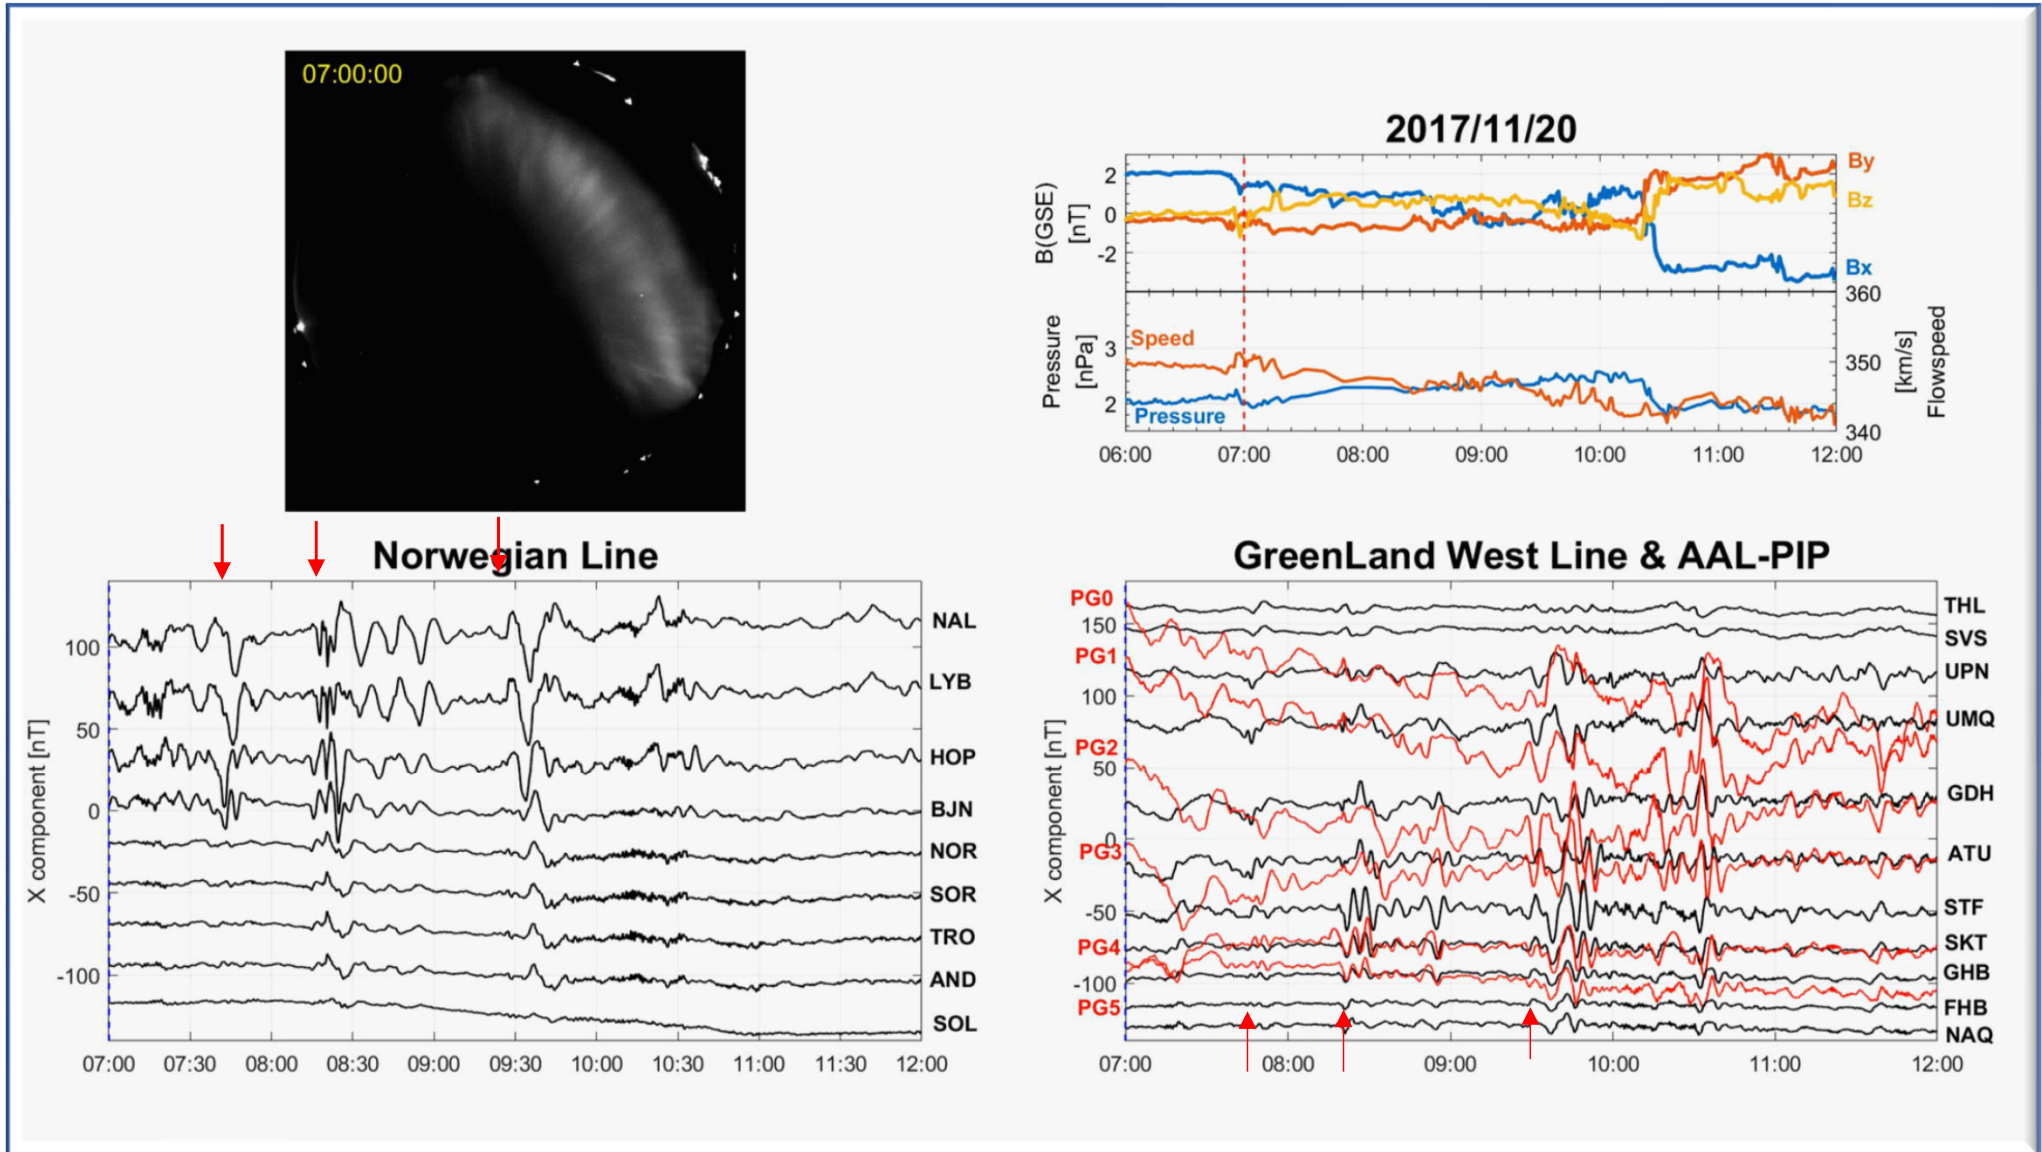 07:00:00
2017/11/20
B(GSE)
[nT]
2
0
-2
By
Bz
Bx
Pressure
[nPa]
3
2
Speed
Pressure
360
350
340
[km/s]
Flowspeed
06:00 07:00 08:00 09:00 10:00 11:00 12:00
Norwegian Line
X component [nT]
100
50
0
-50
-100
NAL
LYB
HOP
BJN
NOR
SOR
TRO
AND
SOL
07:00 07:30 08:00 08:30 09:00 09:30 10:00 10:30 11:00 11:30 12:00
GreenLand West Line & AAL-PIP
X component [nT]
PG0
150
PG1
100
PG2
50
0
PG3
-50
PG4
-100
PG5
THL
SVS
UPN
UMQ
GDH
ATU
STF
SKT
GHB
FHB
NAQ
07:00 08:00 09:00 10:00 11:00 12:00